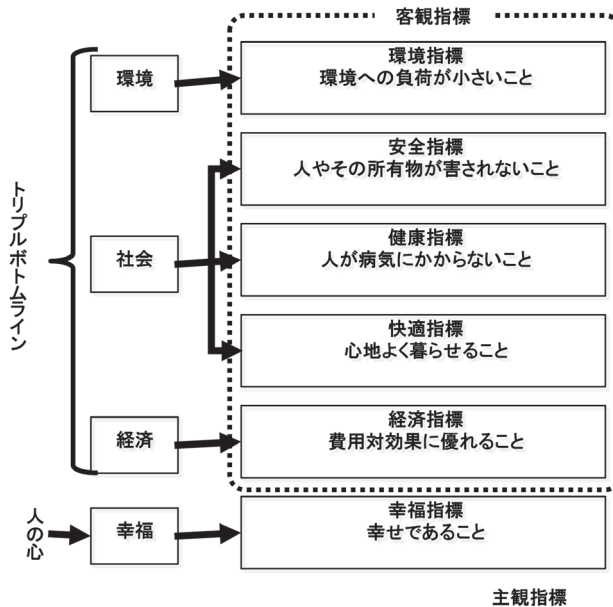 客観指標
トリプルボトムライン
環境
環境指標
環境への負荷が小さいこと
社会
安全指標
人やその所有物が害されないこと
健康指標
人が病気にかからないこと
快適指標
心地よく暮らせること
経済
経済指標
費用対効果に優れること
人の心
幸福
幸福指標
幸せであること
主観指標